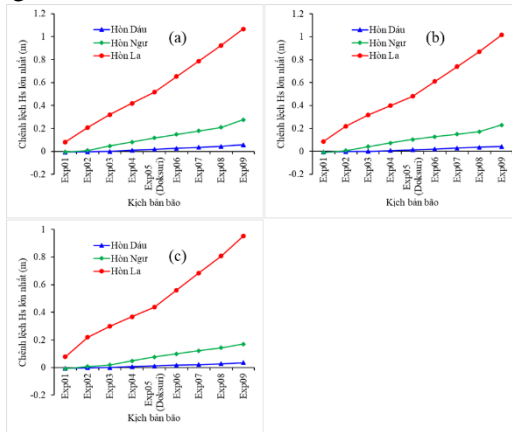 Hòn Dáu
Hòn Ngư
Hòn La
(a)
Chênh lệch Hs lớn nhất (m)
1.2
1
0.8
0.6
0.4
0.2
0
-0.2
Exp01
Exp02
Exp03
Exp04
Exp05
(Doksuri)
Exp06
Exp07
Exp08
Exp09
Kịch bản bão
Hòn Dáu
Hòn Ngư
Hòn La
(b)
Chênh lệch Hs lớn nhất (m)
1.2
1
0.8
0.6
0.4
0.2
0
-0.2
Exp01
Exp02
Exp03
Exp04
Exp05
(Doksuri)
Exp06
Exp07
Exp08
Exp09
Kịch bản bão
Hòn Dáu
Hòn Ngư
Hòn La
(c)
Chênh lệch Hs lớn nhất (m)
1
0.8
0.6
0.4
0.2
0
-0.2
Exp01
Exp02
Exp03
Exp04
Exp05
(Doksuri)
Exp06
Exp07
Exp08
Exp09
Kịch bản bão